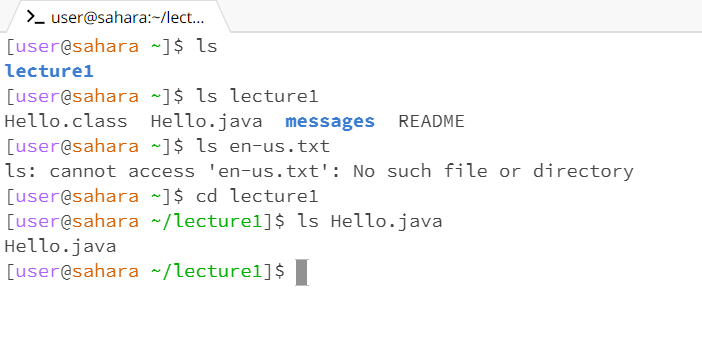 >_ user@sahara:~/lect...
[user@sahara ~]$ ls
lecture1
[user@sahara ~]$ ls lecture1
Hello.class  Hello.java  messages  README
[user@sahara ~]$ ls en-us.txt
ls: cannot access 'en-us.txt': No such file or directory
[user@sahara ~]$ cd lecture1
[user@sahara ~/lecture1]$ ls Hello.java
Hello.java
[user@sahara ~/lecture1]$